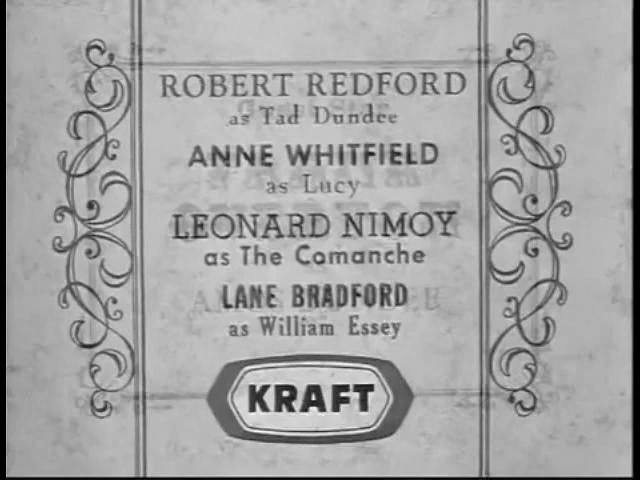 ROBERT REDFORD
as Tad Dundee
ANNE WHITFIELD
as Lucy
LEONARD NIMOY
as The Comanche
LANE BRADFORD
as William Essey
KRAFT